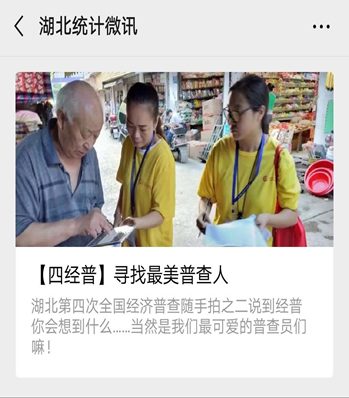 湖北统计微讯
【四经普】寻找最美普查人
湖北第四次全国经济普查随手拍之二说到经普
你会想到什么......当然是我们最可爱的普查员们
嘛！